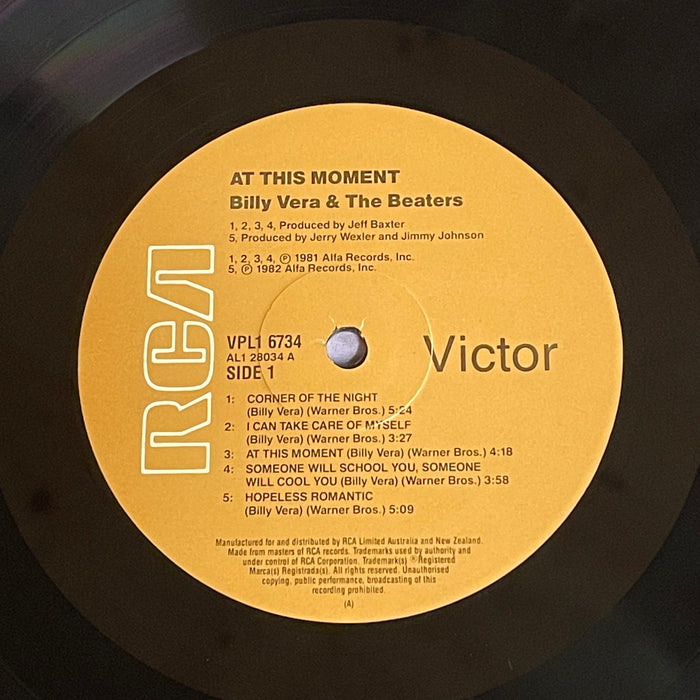 AT THIS MOMENT
Billy Vera & The Beaters
1, 2, 3, 4, Produced by Jeff Baxter
5, Produced by Jerry Wexler and Jimmy Johnson
1, 2, 3, 4, Ⓟ 1981 Alfa Records, Inc.
5, Ⓟ 1982 Alfa Records, Inc.
RCA
VPL1 6734
AL1 28034 A
SIDE 1
Victor
1: CORNER OF THE NIGHT
(Billy Vera) (Warner Bros.) 5:24
2: I CAN TAKE CARE OF MYSELF
(Billy Vera) (Warner Bros.) 3:27
3: AT THIS MOMENT (Billy Vera) (Warner Bros.) 4:18
4: SOMEONE WILL SCHOOL YOU, SOMEONE
WILL COOL YOU (Billy Vera) (Warner Bros.) 3:58
5: HOPELESS ROMANTIC
(Billy Vera) (Warner Bros.) 5:09
Manufactured for and distributed by RCA Limited Australia and New Zealand.
Made from masters of RCA records. Trademarks used by authority and
under control of RCA Corporation. Trademark(s) ® Registered
Marca(s) Registrada(s). All rights reserved. Unauthorised
copying, public performance, broadcasting of this
recording prohibited.
(A)